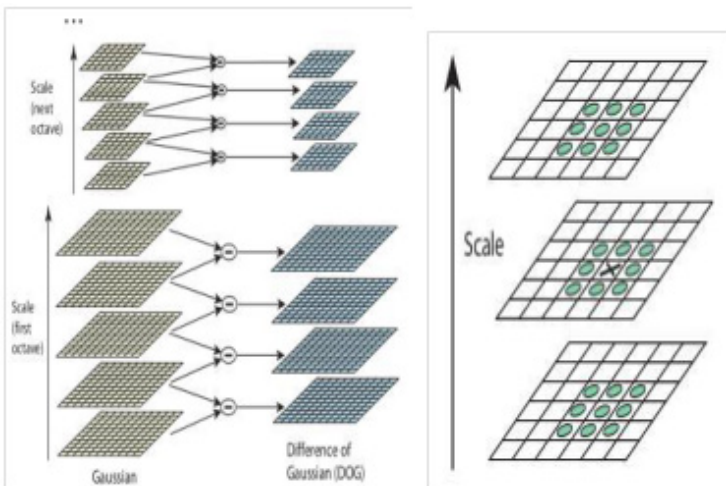 ...
Scale
(next
octave)
Scale
(first
octave)
Gaussian
Difference of
Gaussian (DOG)
Scale